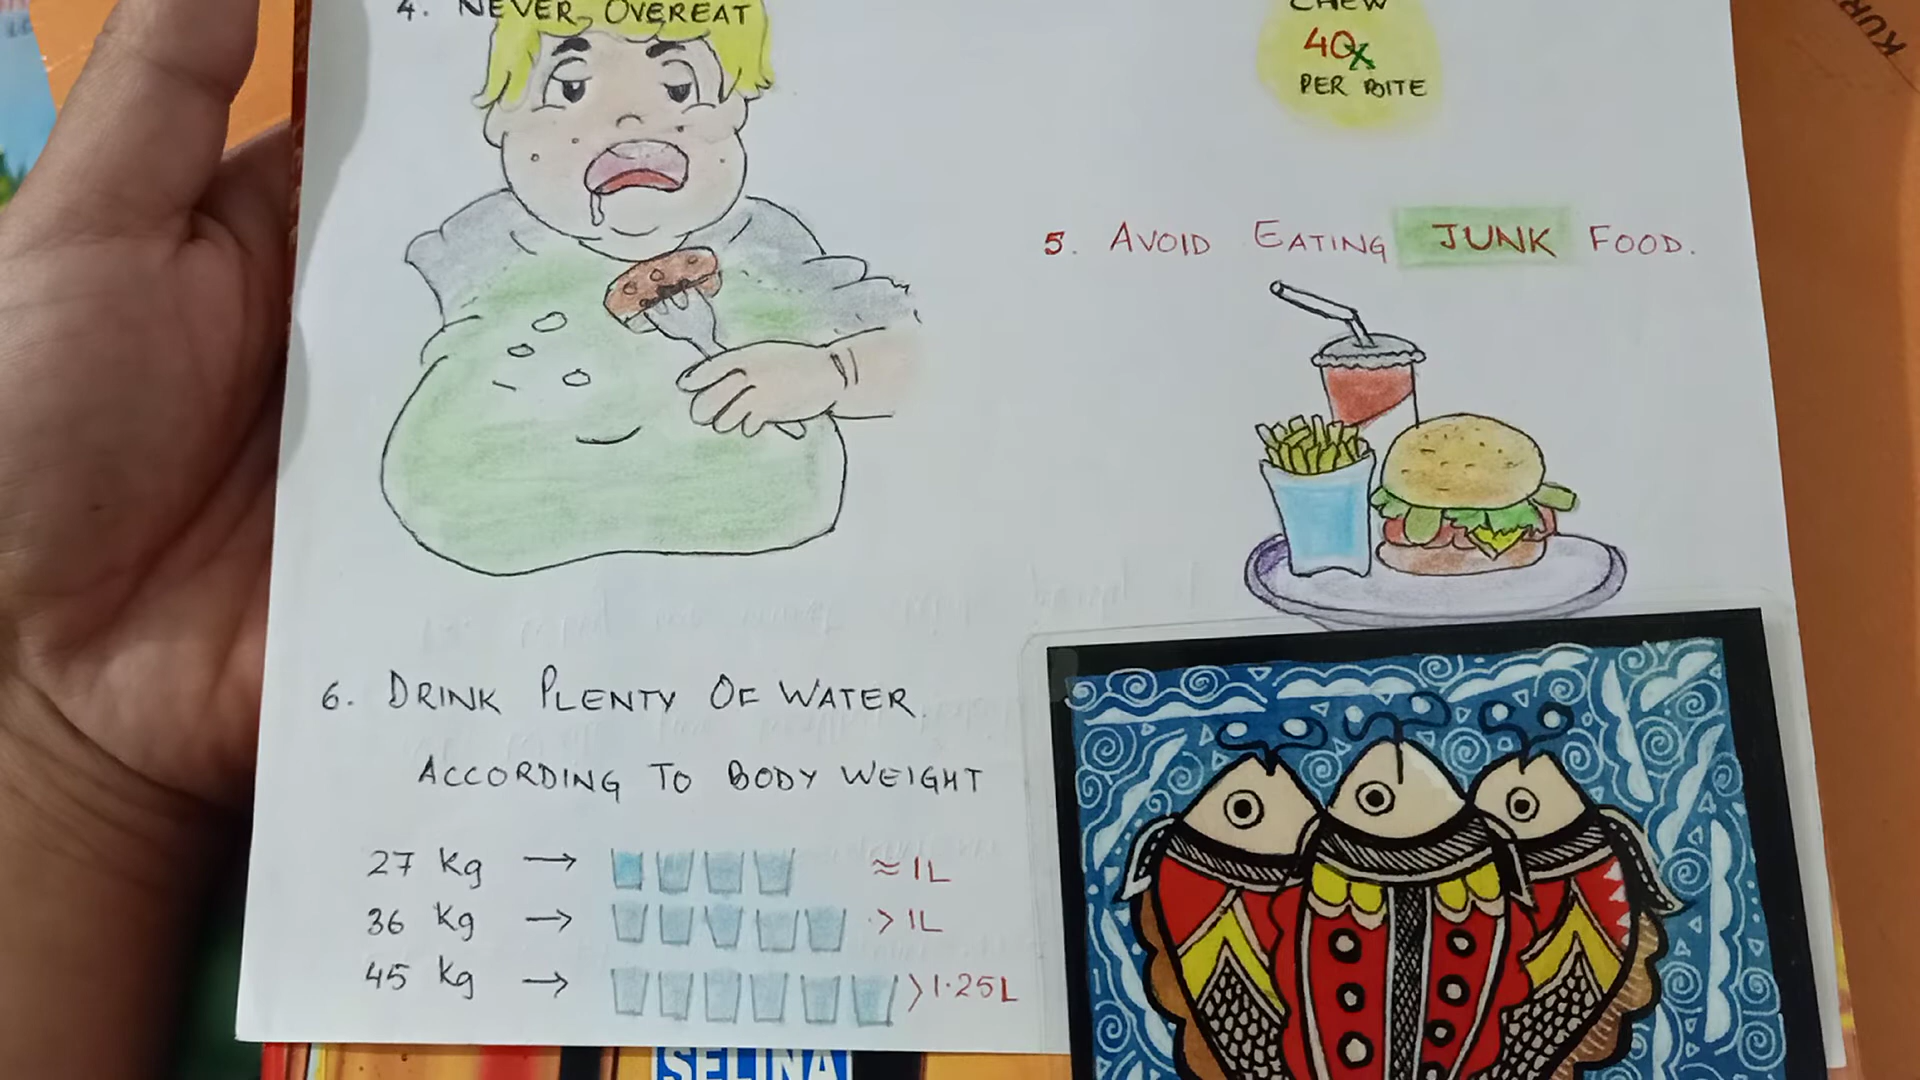 4. NEVER OVEREAT
CHEW
40x
PER BITE
5. AVOID EATING JUNK FOOD.
6. DRINK PLENTY OF WATER.
ACCORDING TO BODY WEIGHT
27 Kg → ≈ 1L
36 Kg → > 1L
45 Kg → > 1.25L
SELINA